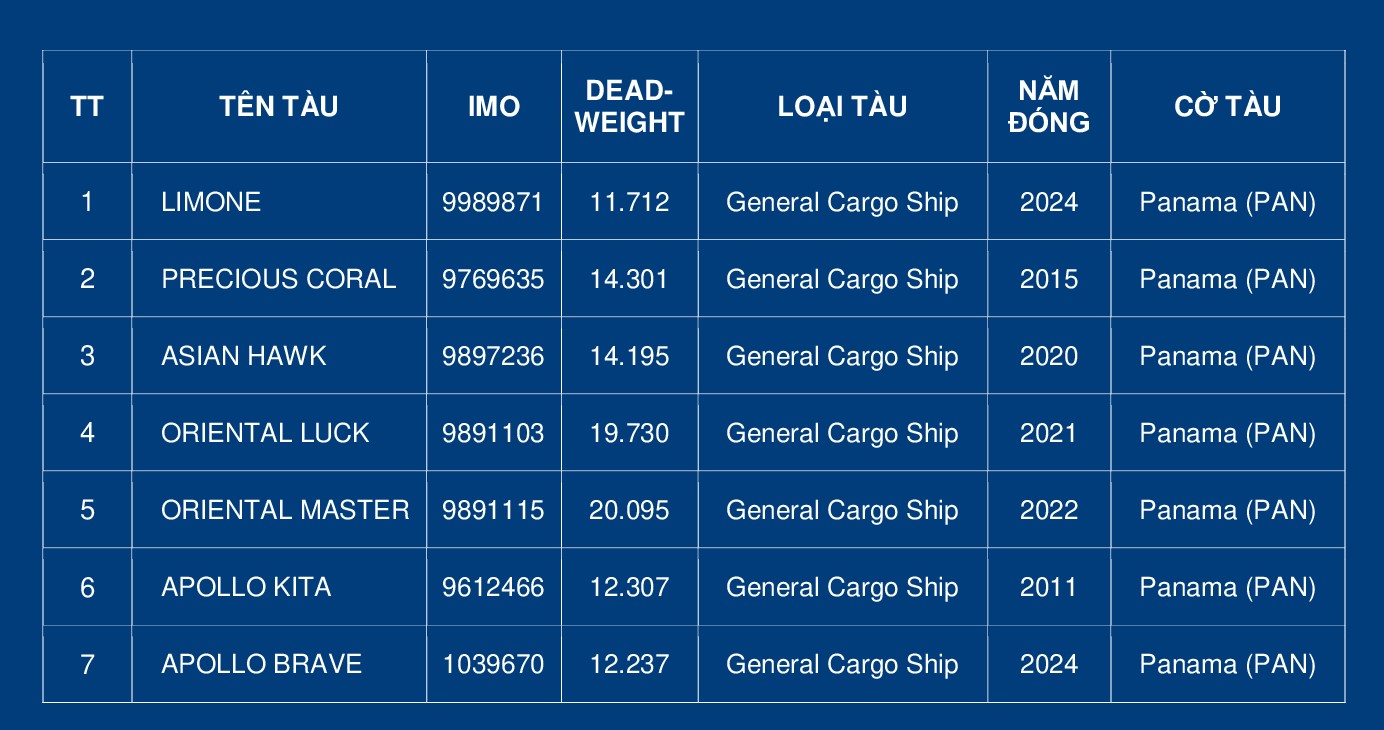 TT TÊN TÀU IMO DEAD-WEIGHT LOẠI TÀU NĂM ĐÓNG CỜ TÀU
1 LIMONE 9989871 11.712 General Cargo Ship 2024 Panama (PAN)
2 PRECIOUS CORAL 9769635 14.301 General Cargo Ship 2015 Panama (PAN)
3 ASIAN HAWK 9897236 14.195 General Cargo Ship 2020 Panama (PAN)
4 ORIENTAL LUCK 9891103 19.730 General Cargo Ship 2021 Panama (PAN)
5 ORIENTAL MASTER 9891115 20.095 General Cargo Ship 2022 Panama (PAN)
6 APOLLO KITA 9612466 12.307 General Cargo Ship 2011 Panama (PAN)
7 APOLLO BRAVE 1039670 12.237 General Cargo Ship 2024 Panama (PAN)